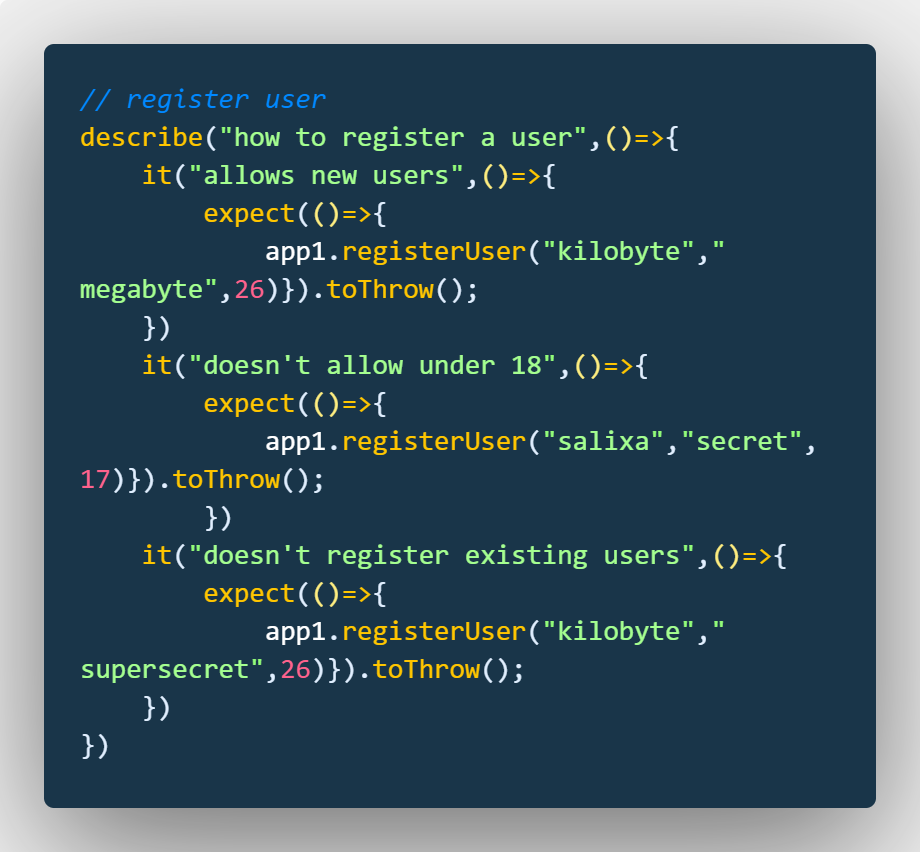 // register user
describe("how to register a user",()=>{
    it("allows new users",()=>{
        expect(()=>{
            app1.registerUser("kilobyte","
megabyte",26)}).toThrow();
    })
    it("doesn't allow under 18",()=>{
        expect(()=>{
            app1.registerUser("salixa","secret",
17)}).toThrow();
        })
    it("doesn't register existing users",()=>{
        expect(()=>{
            app1.registerUser("kilobyte","
supersecret",26)}).toThrow();
    })
})